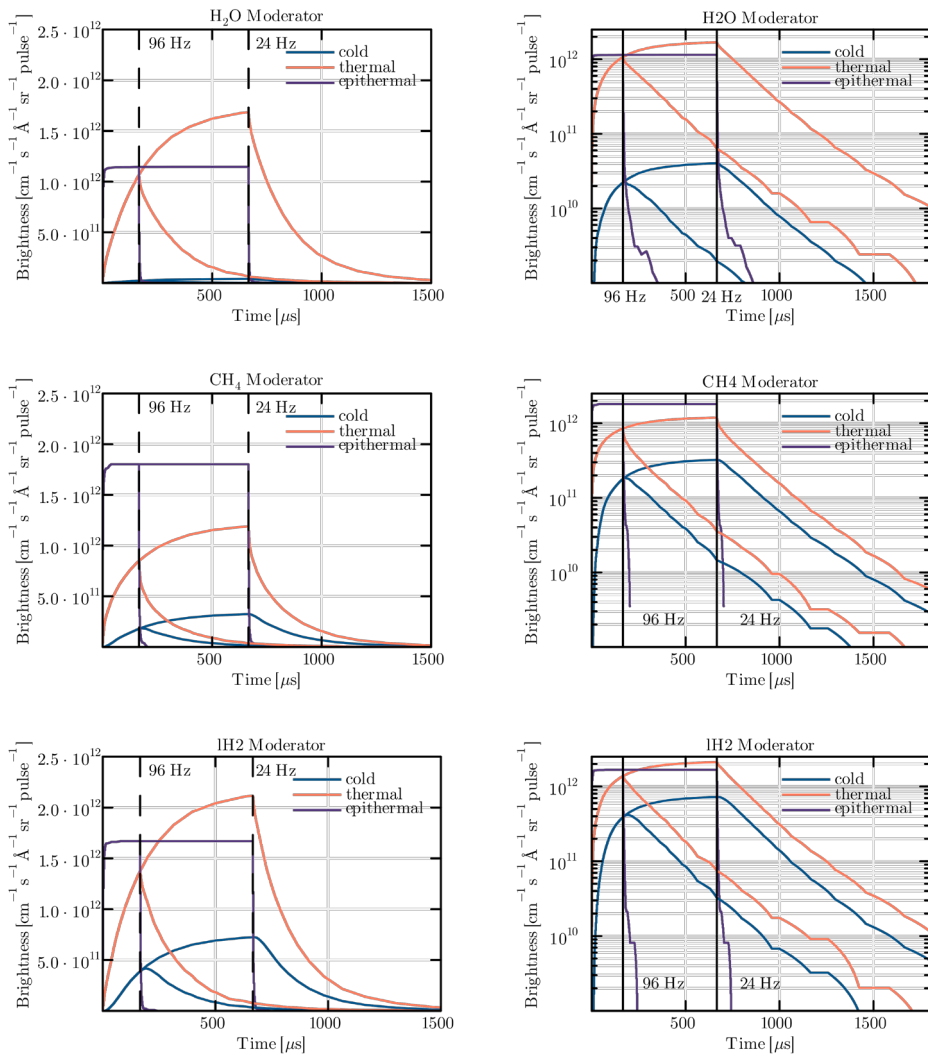 H₂O Moderator
Brightness [cm⁻¹ s⁻¹ Å⁻¹ sr⁻¹ pulse⁻¹]
2.5·10¹²
2.0·10¹²
1.5·10¹²
1.0·10¹²
5.0·10¹¹
96 Hz
24 Hz
cold
thermal
epithermal
500
1000
1500
Time [μs]
H2O Moderator
Brightness [cm⁻¹ s⁻¹ Å⁻¹ sr⁻¹ pulse⁻¹]
10¹²
10¹¹
10¹⁰
cold
thermal
epithermal
96 Hz
24 Hz
500
1000
1500
Time [μs]
CH₄ Moderator
Brightness [cm⁻¹ s⁻¹ Å⁻¹ sr⁻¹ pulse⁻¹]
2.5·10¹²
2.0·10¹²
1.5·10¹²
1.0·10¹²
5.0·10¹¹
96 Hz
24 Hz
cold
thermal
epithermal
500
1000
1500
Time [μs]
CH4 Moderator
Brightness [cm⁻¹ s⁻¹ Å⁻¹ sr⁻¹ pulse⁻¹]
10¹²
10¹¹
10¹⁰
cold
thermal
epithermal
96 Hz
24 Hz
500
1000
1500
Time [μs]
lH2 Moderator
Brightness [cm⁻¹ s⁻¹ Å⁻¹ sr⁻¹ pulse⁻¹]
2.5·10¹²
2.0·10¹²
1.5·10¹²
1.0·10¹²
5.0·10¹¹
96 Hz
24 Hz
cold
thermal
epithermal
500
1000
1500
Time [μs]
lH2 Moderator
Brightness [cm⁻¹ s⁻¹ Å⁻¹ sr⁻¹ pulse⁻¹]
10¹²
10¹¹
10¹⁰
cold
thermal
epithermal
96 Hz
24 Hz
500
1000
1500
Time [μs]